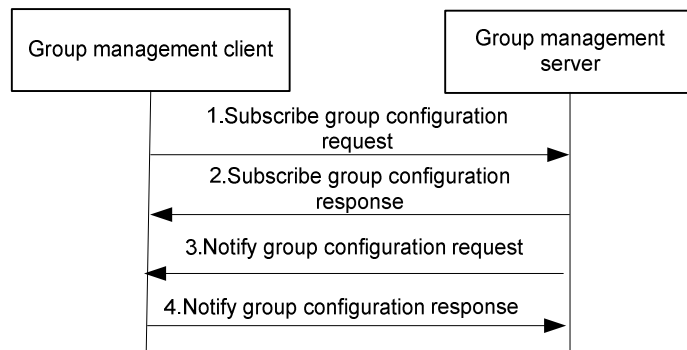 Group management client
Group management
server
1.Subscribe group configuration
request
2.Subscribe group configuration
response
3.Notify group configuration request
4.Notify group configuration response